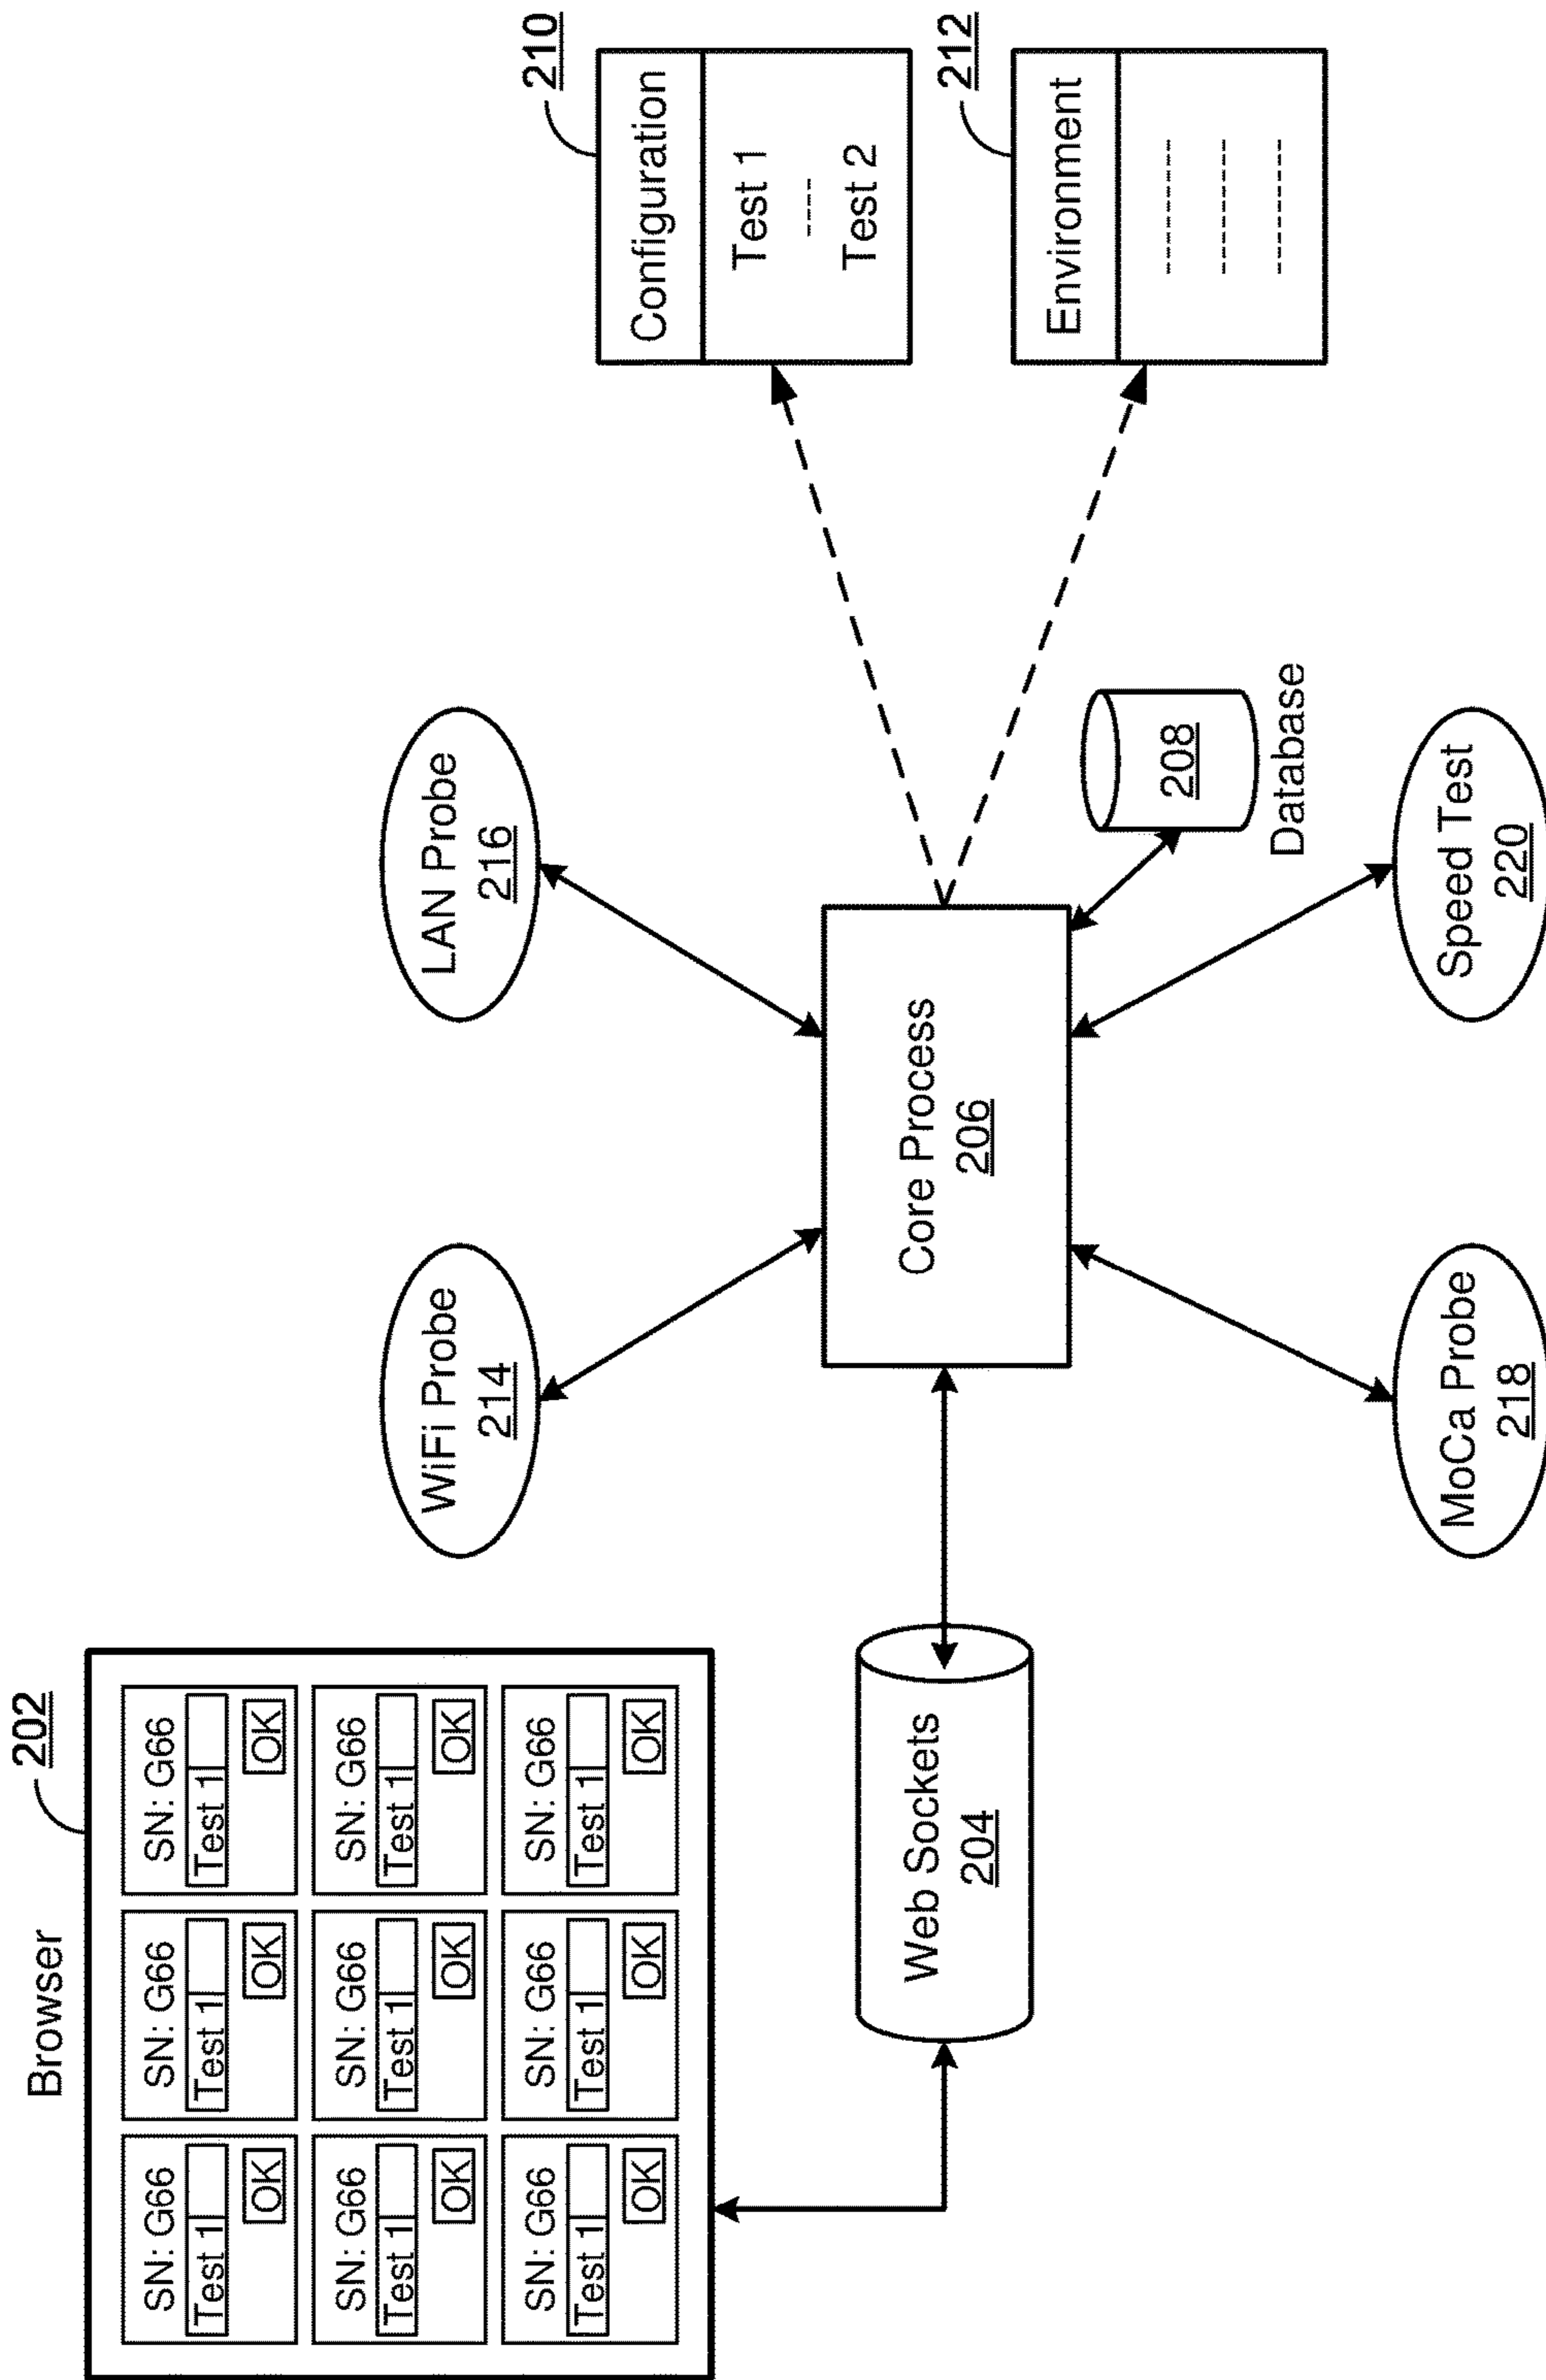 Browser
202
SN: G66
Test 1
OK
SN: G66
Test 1
OK
SN: G66
Test 1
OK
SN: G66
Test 1
OK
SN: G66
Test 1
OK
SN: G66
Test 1
OK
SN: G66
Test 1
OK
SN: G66
Test 1
OK
SN: G66
Test 1
OK
WiFi Probe
214
LAN Probe
216
210
Configuration
Test 1
----
Test 2
Web Sockets
204
Core Process
206
208
Database
212
Environment
MoCa Probe
218
Speed Test
220